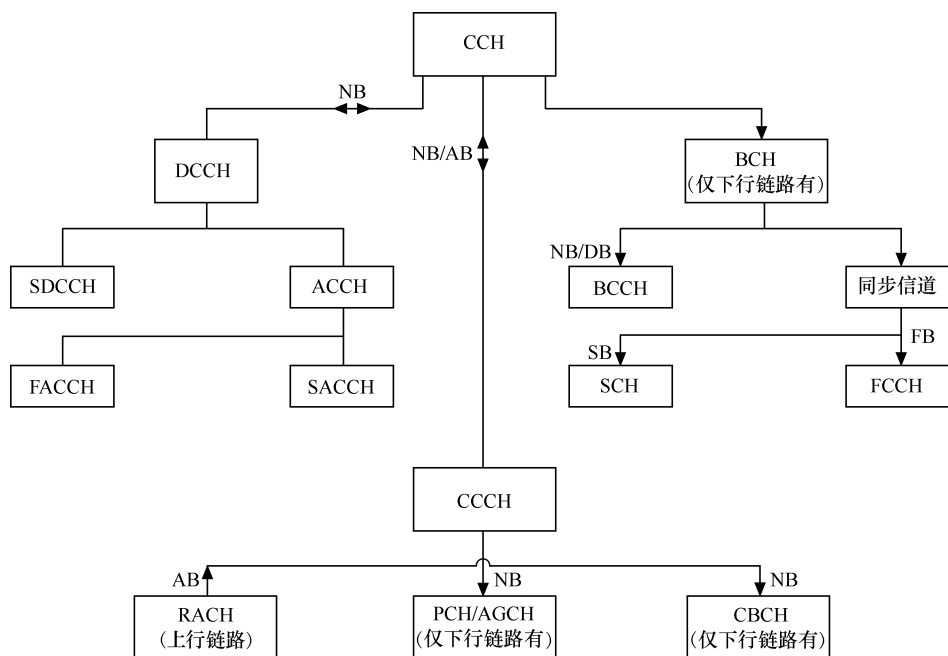 CCH
NB
NB/AB
DCCH
BCH
(仅下行链路有)
NB/DB
SDCCH
ACCH
BCCH
同步信道
SB
FB
FACCH
SACCH
SCH
FCCH
CCCH
AB
NB
NB
RACH
(上行链路)
PCH/AGCH
(仅下行链路有)
CBCH
(仅下行链路有)